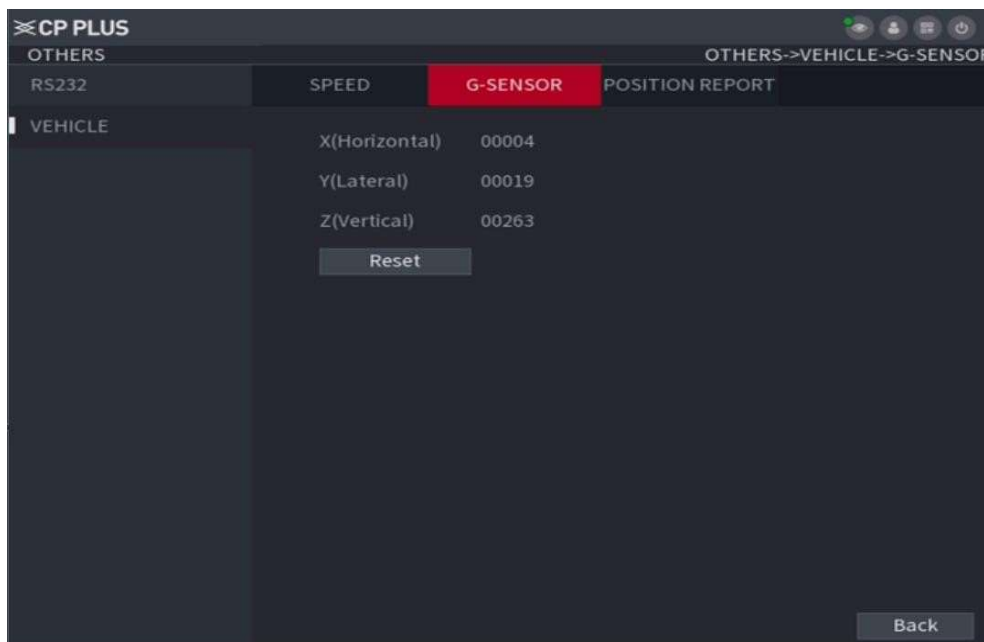 CP PLUS
OTHERS OTHERS->VEHICLE->G-SENSOR
RS232 SPEED G-SENSOR POSITION REPORT
VEHICLE
X(Horizontal) 00004
Y(Lateral) 00019
Z(Vertical) 00263
Reset
Back